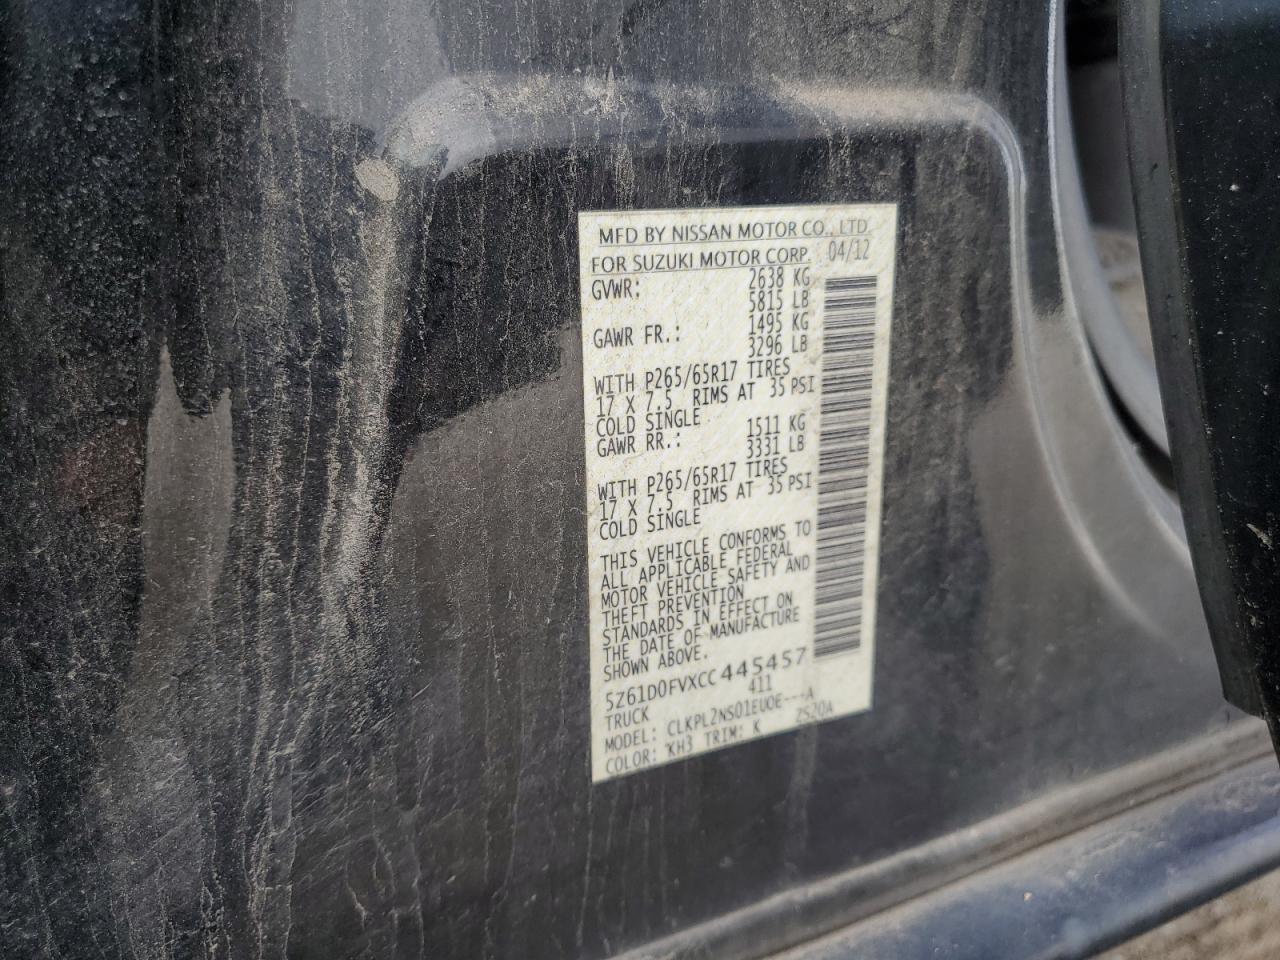 MFD BY NISSAN MOTOR CO., LTD
FOR SUZUKI MOTOR CORP. 04/12
GVWR: 2638 KG
5815 LB
GAWR FR.: 1495 KG
3296 LB
WITH P265/65R17 TIRES
17 X 7.5 RIMS AT 35 PSI
COLD SINGLE
GAWR RR.: 1511 KG
3331 LB
WITH P265/65R17 TIRES
17 X 7.5 RIMS AT 35 PSI
COLD SINGLE
THIS VEHICLE CONFORMS TO
ALL APPLICABLE FEDERAL
MOTOR VEHICLE SAFETY AND
THEFT PREVENTION
STANDARDS IN EFFECT ON
THE DATE OF MANUFACTURE
SHOWN ABOVE.
5Z61D0FVXCC445457
TRUCK 411
MODEL: CLKPL2NS01EUOE---A
COLOR: KH3 TRIM: K ZS20A